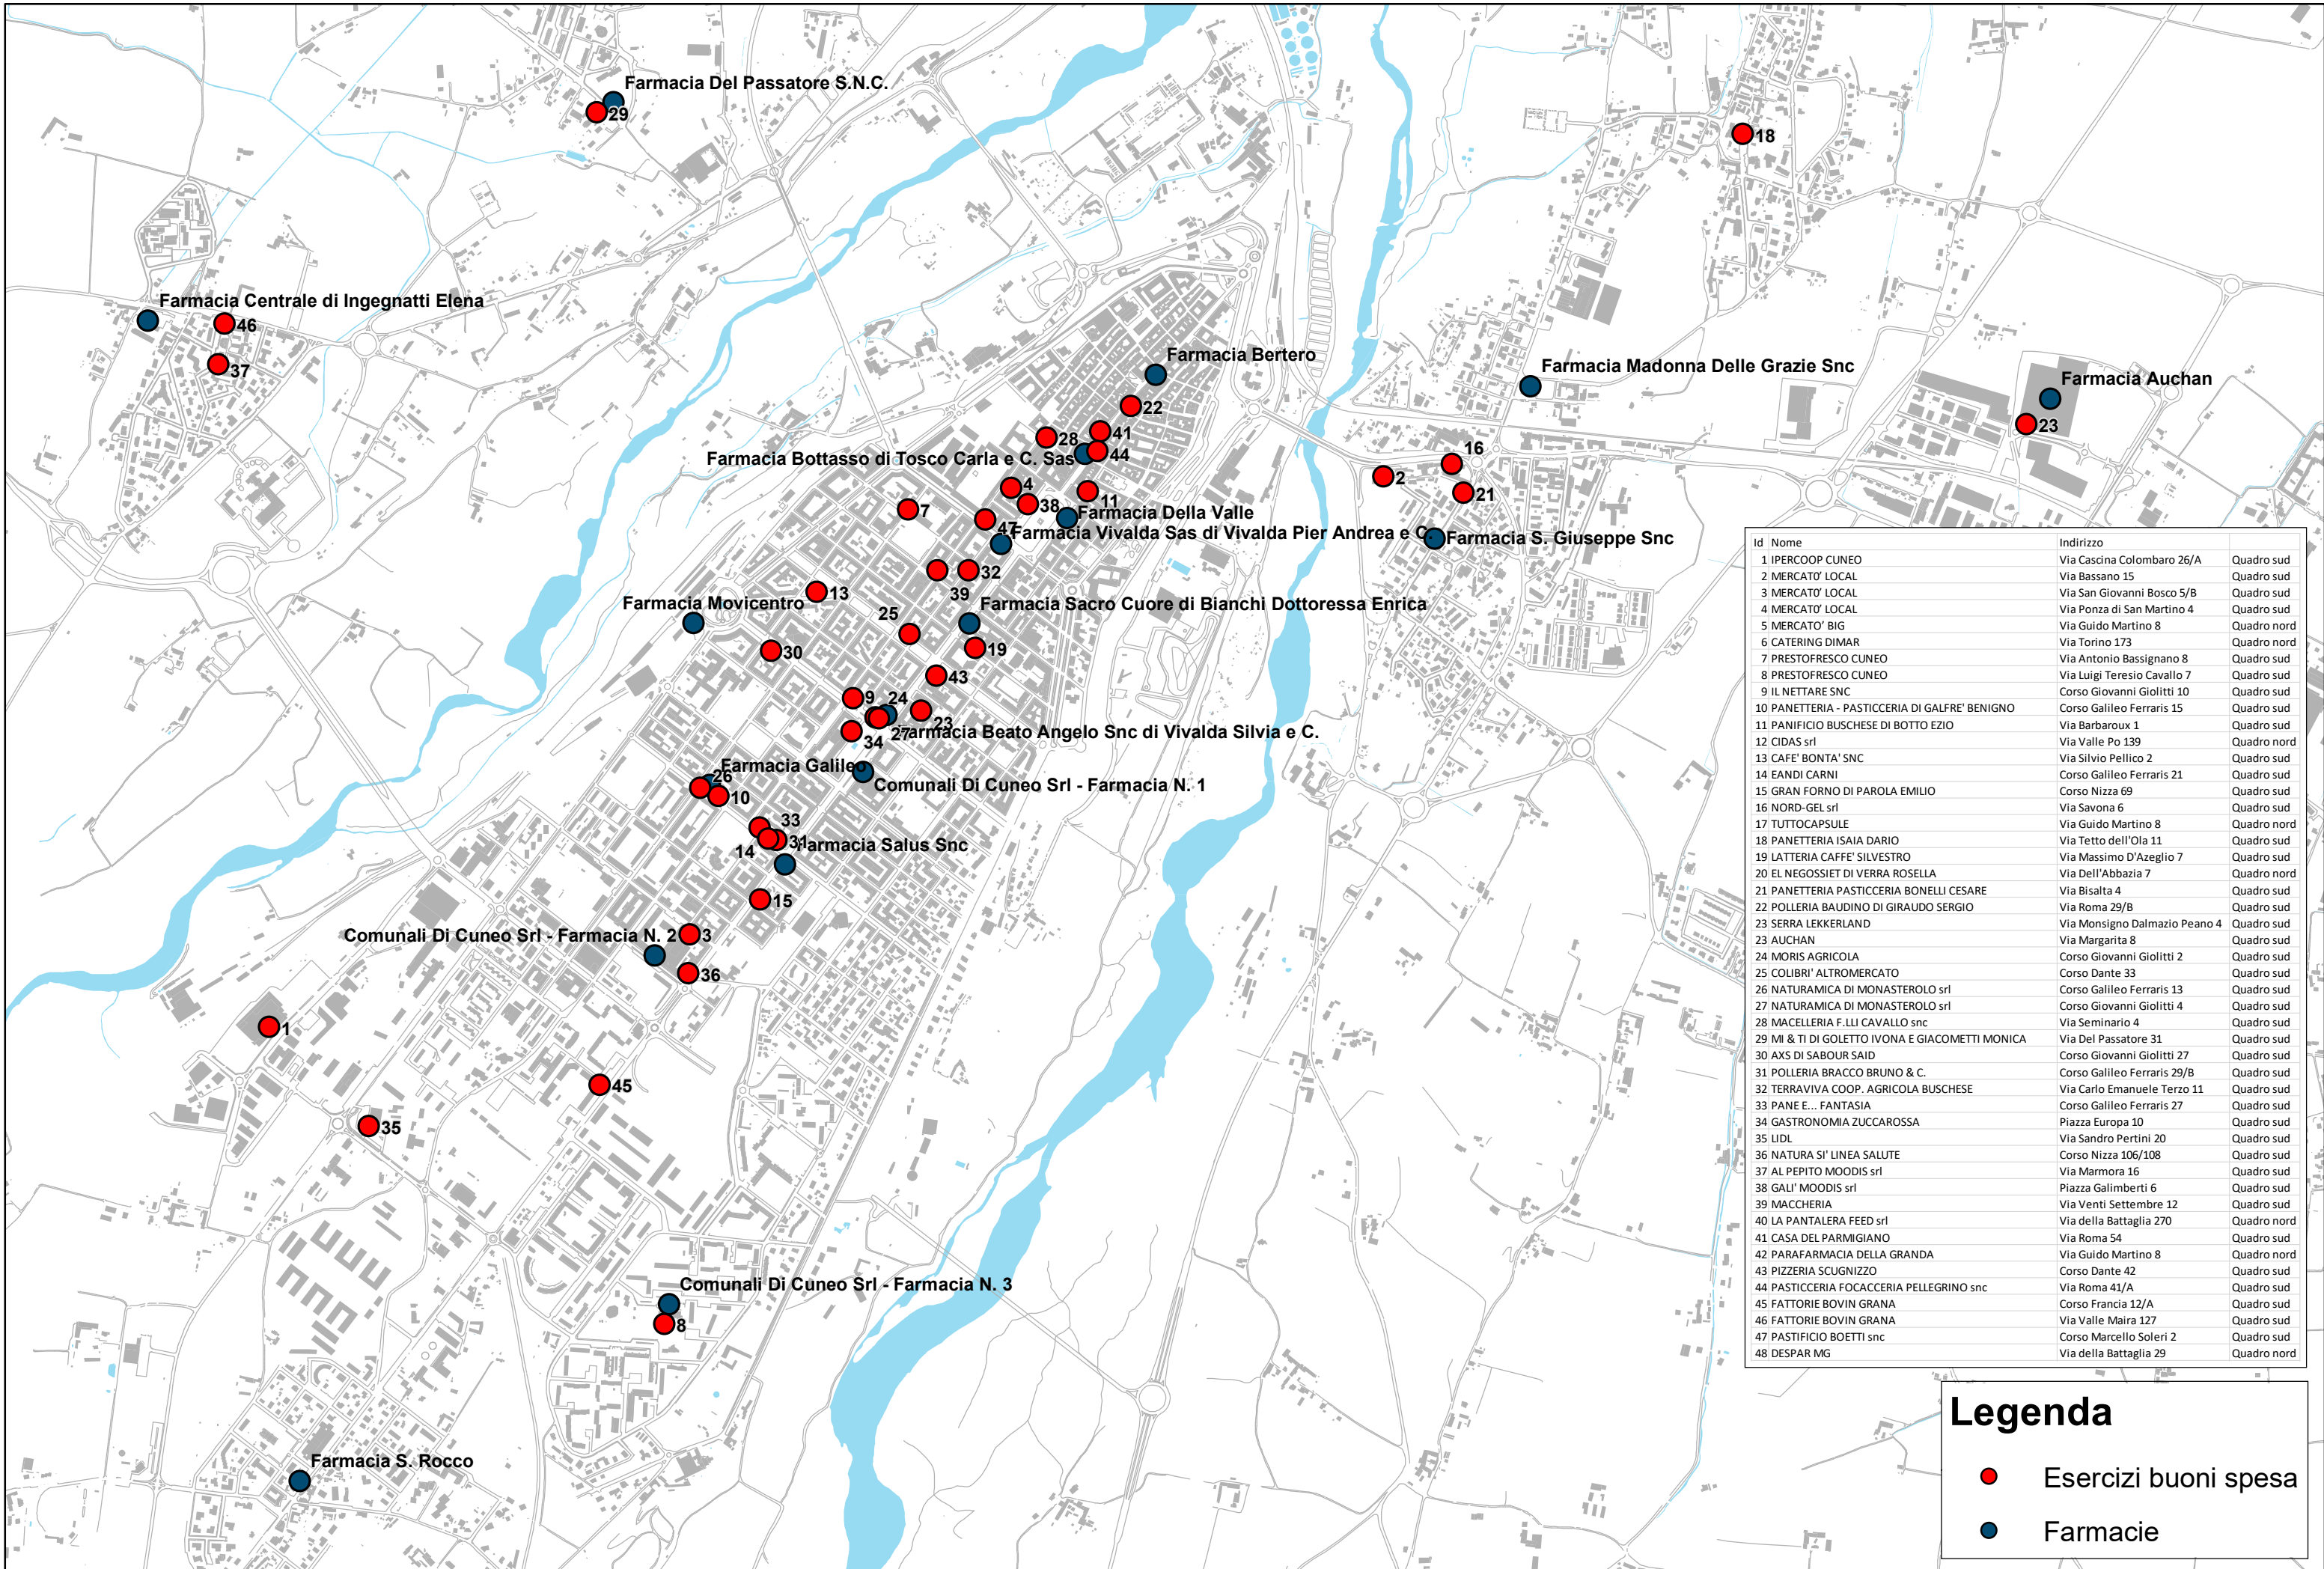 Farmacia Del Passatore S.N.C.
29
18
Farmacia Centrale di Ingegnatti Elena
46
37
Farmacia Bertero
22
Farmacia Madonna Delle Grazie Snc
Farmacia Auchan
23
28
41
44
Farmacia Bottasso di Tosco Carla e C. Sas
16
2
21
4
38
11
7
47
Farmacia Della Valle
Farmacia Vivalda Sas di Vivalda Pier Andrea e C.
Farmacia S. Giuseppe Snc
32
39
13
Farmacia Movicentro
25
Farmacia Sacro Cuore di Bianchi Dottoressa Enrica
30
19
43
9
24
23
27
34
Farmacia Beato Angelo Snc di Vivalda Silvia e C.
Farmacia Galileo
26
10
Comunali Di Cuneo Srl - Farmacia N. 1
33
14
31
Farmacia Salus Snc
15
Comunali Di Cuneo Srl - Farmacia N. 2
3
36
1
45
35
Comunali Di Cuneo Srl - Farmacia N. 3
8
Farmacia S. Rocco
Id Nome Indirizzo
1 IPERCOOP CUNEO Via Cascina Colombaro 26/A Quadro sud
2 MERCATO' LOCAL Via Bassano 15 Quadro sud
3 MERCATO' LOCAL Via San Giovanni Bosco 5/B Quadro sud
4 MERCATO' LOCAL Via Ponza di San Martino 4 Quadro sud
5 MERCATO' BIG Via Guido Martino 8 Quadro nord
6 CATERING DIMAR Via Torino 173 Quadro nord
7 PRESTOFRESCO CUNEO Via Antonio Bassignano 8 Quadro sud
8 PRESTOFRESCO CUNEO Via Luigi Teresio Cavallo 7 Quadro sud
9 IL NETTARE SNC Corso Giovanni Giolitti 10 Quadro sud
10 PANETTERIA - PASTICCERIA DI GALFRE' BENIGNO Corso Galileo Ferraris 15 Quadro sud
11 PANIFICIO BUSCHESE DI BOTTO EZIO Via Barbaroux 1 Quadro sud
12 CIDAS srl Via Valle Po 139 Quadro nord
13 CAFE' BONTA' SNC Via Silvio Pellico 2 Quadro sud
14 EANDI CARNI Corso Galileo Ferraris 21 Quadro sud
15 GRAN FORNO DI PAROLA EMILIO Corso Nizza 69 Quadro sud
16 NORD-GEL srl Via Savona 6 Quadro sud
17 TUTTOCAPSULE Via Guido Martino 8 Quadro nord
18 PANETTERIA ISAIA DARIO Via Tetto dell'Ola 11 Quadro sud
19 LATTERIA CAFFE' SILVESTRO Via Massimo D'Azeglio 7 Quadro sud
20 EL NEGOSSIET DI VERRA ROSELLA Via Dell'Abbazia 7 Quadro nord
21 PANETTERIA PASTICCERIA BONELLI CESARE Via Bisalta 4 Quadro sud
22 POLLERIA BAUDINO DI GIRAUDO SERGIO Via Roma 29/B Quadro sud
23 SERRA LEKKERLAND Via Monsigno Dalmazio Peano 4 Quadro sud
23 AUCHAN Via Margarita 8 Quadro sud
24 MORIS AGRICOLA Corso Giovanni Giolitti 2 Quadro sud
25 COLIBRI' ALTROMERCATO Corso Dante 33 Quadro sud
26 NATURAMICA DI MONASTEROLO srl Corso Galileo Ferraris 13 Quadro sud
27 NATURAMICA DI MONASTEROLO srl Corso Giovanni Giolitti 4 Quadro sud
28 MACELLERIA F.LLI CAVALLO snc Via Seminario 4 Quadro sud
29 MI & TI DI GOLETTO IVONA E GIACOMETTI MONICA Via Del Passatore 31 Quadro sud
30 AXS DI SABOUR SAID Corso Giovanni Giolitti 27 Quadro sud
31 POLLERIA BRACCO BRUNO & C. Corso Galileo Ferraris 29/B Quadro sud
32 TERRAVIVA COOP. AGRICOLA BUSCHESE Via Carlo Emanuele Terzo 11 Quadro sud
33 PANE E... FANTASIA Corso Galileo Ferraris 27 Quadro sud
34 GASTRONOMIA ZUCCAROSSA Piazza Europa 10 Quadro sud
35 LIDL Via Sandro Pertini 20 Quadro sud
36 NATURA SI' LINEA SALUTE Corso Nizza 106/108 Quadro sud
37 AL PEPITO MOODIS srl Via Marmora 16 Quadro sud
38 GALI' MOODIS srl Piazza Galimberti 6 Quadro sud
39 MACCHERIA Via Venti Settembre 12 Quadro sud
40 LA PANTALERA FEED srl Via della Battaglia 270 Quadro nord
41 CASA DEL PARMIGIANO Via Roma 54 Quadro sud
42 PARAFARMACIA DELLA GRANDA Via Guido Martino 8 Quadro nord
43 PIZZERIA SCUGNIZZO Corso Dante 42 Quadro sud
44 PASTICCERIA FOCACCERIA PELLEGRINO snc Via Roma 41/A Quadro sud
45 FATTORIE BOVIN GRANA Corso Francia 12/A Quadro sud
46 FATTORIE BOVIN GRANA Via Valle Maira 127 Quadro sud
47 PASTIFICIO BOETTI snc Corso Marcello Soleri 2 Quadro sud
48 DESPAR MG Via della Battaglia 29 Quadro nord
Legenda
Esercizi buoni spesa
Farmacie